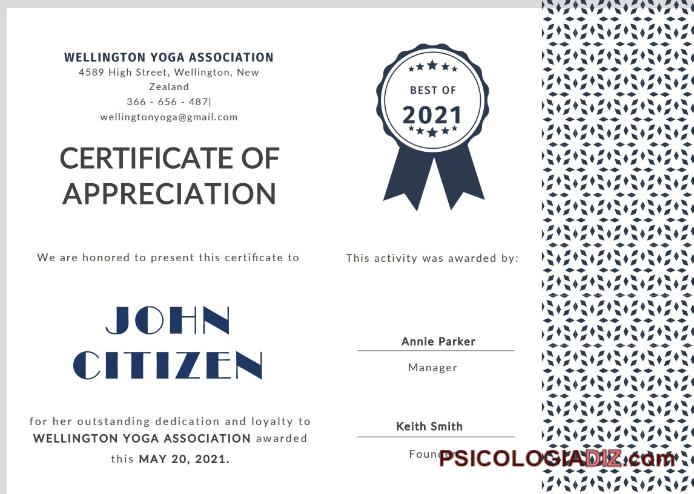 WELLINGTON YOGA ASSOCIATION
4589 High Street, Wellington, New
Zealand
366 - 656 - 487|
wellingtonyoga@gmail.com
CERTIFICATE OF
APPRECIATION
We are honored to present this certificate to
JOHN
CITIZEN
for her outstanding dedication and loyalty to
WELLINGTON YOGA ASSOCIATION awarded
this MAY 20, 2021.
BEST OF
2021
This activity was awarded by:
Annie Parker
Manager
Keith Smith
PSICOLOGIADIZ.com